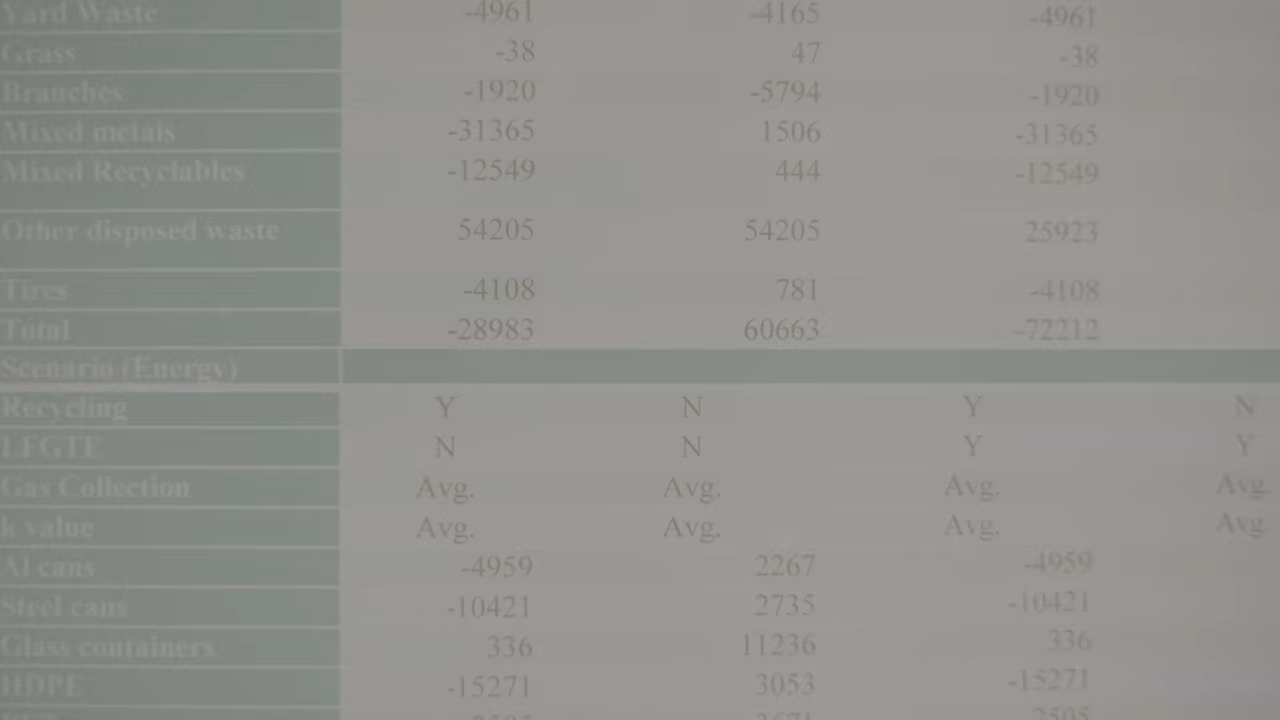 Yard Waste -4961 -4165 -4961
Grass -38 47 -38
Branches -1920 -5794 -1920
Mixed metals -31365 1506 -31365
Mixed Recyclables -12549 444 -12549
Other disposed waste 54205 54205 25923
Tires -4108 781 -4108
Total -28983 60663 -72212
Scenario (Energy)
Recycling Y N Y N
LFGTE N N Y Y
Gas Collection Avg. Avg. Avg. Avg.
k value Avg. Avg. Avg. Avg
Al cans -4959 2267 -4959
Steel cans -10421 2735 -10421
Glass containers 336 11236 336
HDPE -15271 3053 -15271